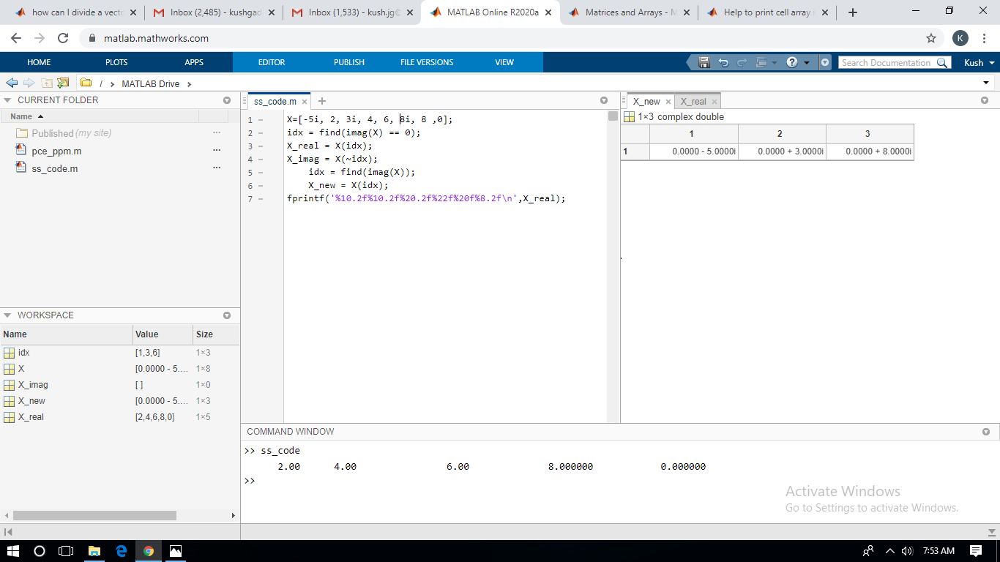 how can I divide a vecto × Inbox (2,485) - kushgad × Inbox (1,533) - kush.jg@ × MATLAB Online R2020a × Matrices and Arrays - M × Help to print cell array i × +
matlab.mathworks.com K
HOME PLOTS APPS EDITOR PUBLISH FILE VERSIONS VIEW Search Documentation Kush
/ › MATLAB Drive ›
CURRENT FOLDER
Name
Published (my site) ...
pce_ppm.m ...
ss_code.m ...
WORKSPACE
Name Value Size
idx [1,3,6] 1×3
X [0.0000 - 5.... 1×8
X_imag [ ] 1×0
X_new [0.0000 - 5.... 1×3
X_real [2,4,6,8,0] 1×5
ss_code.m × +
1 - X=[-5i, 2, 3i, 4, 6, 8i, 8 ,0];
2 - idx = find(imag(X) == 0);
3 - X_real = X(idx);
4 - X_imag = X(~idx);
5 - idx = find(imag(X));
6 - X_new = X(idx);
7 - fprintf('%10.2f%10.2f%20.2f%22f%20f%8.2f\n',X_real);
X_new × X_real ×
1×3 complex double
1 2 3
1 0.0000 - 5.0000i 0.0000 + 3.0000i 0.0000 + 8.0000i
COMMAND WINDOW
>> ss_code
2.00 4.00 6.00 8.000000 0.000000
>>
Activate Windows
Go to Settings to activate Windows.
7:53 AM